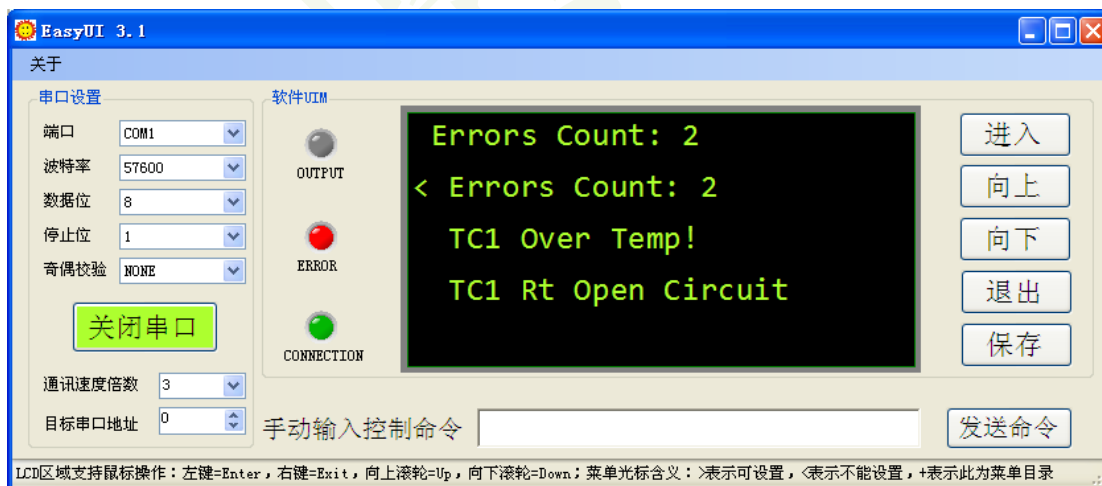 EasyUI 3.1
关于
串口设置
端口 COM1
波特率 57600
数据位 8
停止位 1
奇偶校验 NONE
关闭串口
通讯速度倍数 3
目标串口地址 0
软件UIM
OUTPUT
ERROR
CONNECTION
Errors Count: 2
< Errors Count: 2
TC1 Over Temp!
TC1 Rt Open Circuit
进入
向上
向下
退出
保存
手动输入控制命令
发送命令
LCD区域支持鼠标操作：左键=Enter，右键=Exit，向上滚轮=Up，向下滚轮=Down；菜单光标含义：>表示可设置，<表示不能设置，+表示此为菜单目录